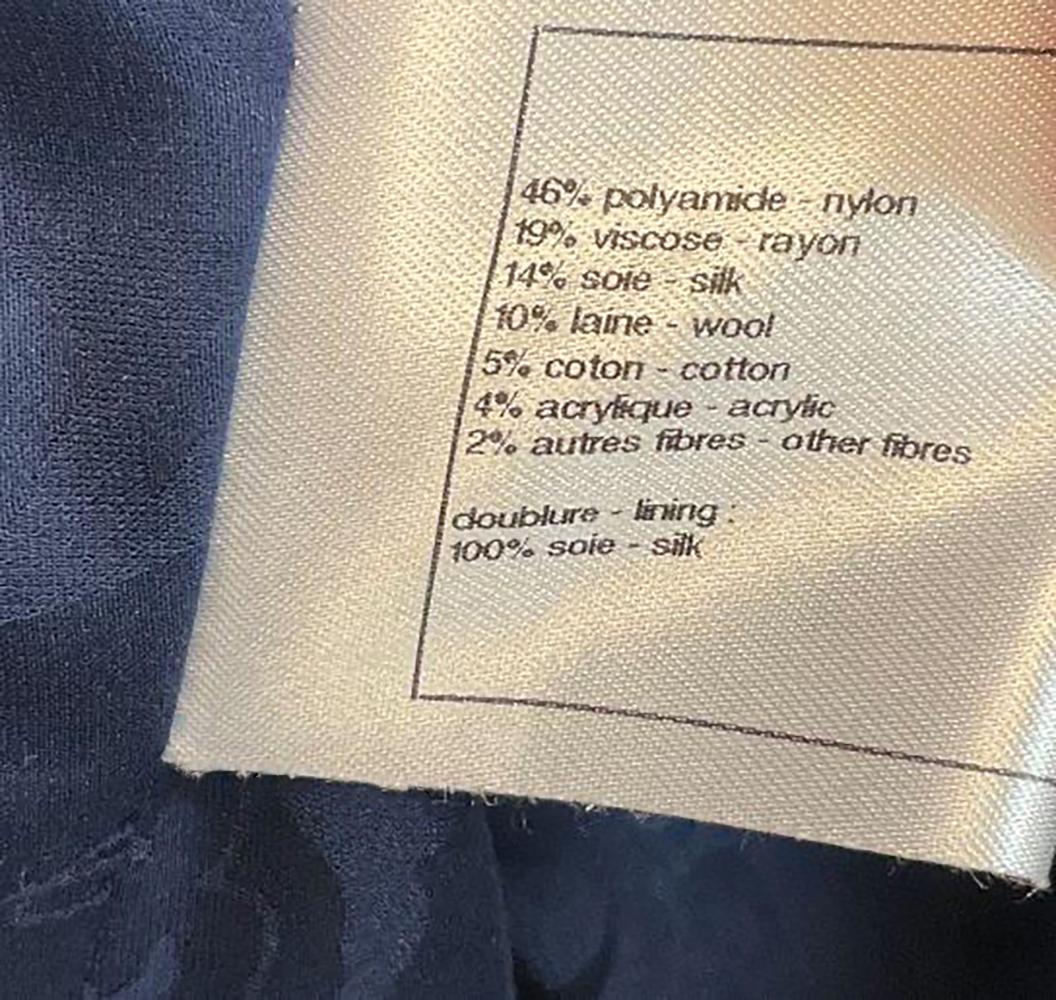 46% polyamide - nylon
19% viscose - rayon
14% soie - silk
10% laine - wool
5% coton - cotton
4% acrylique - acrylic
2% autres fibres - other fibres
doublure - lining :
100% soie - silk